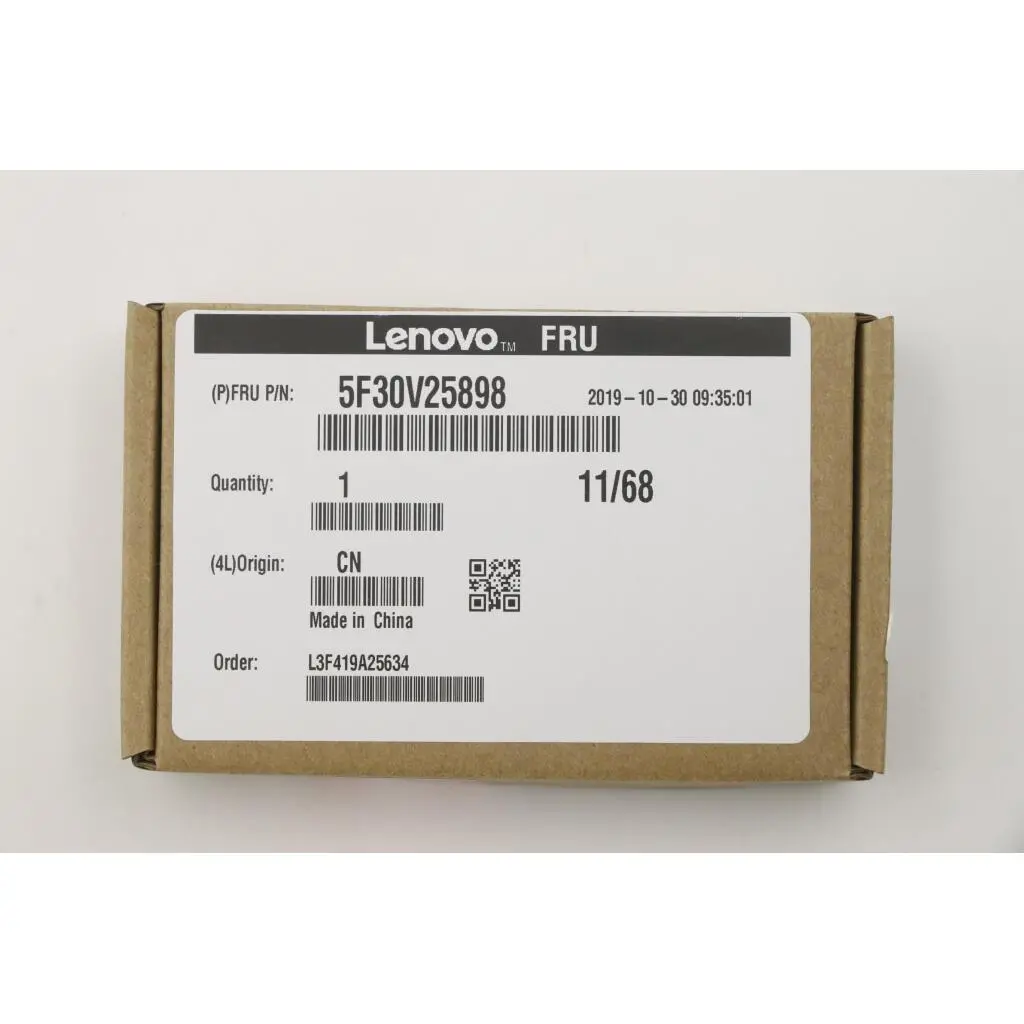 Lenovo™ FRU
(P)FRU P/N: 5F30V25898 2019-10-30 09:35:01
Quantity: 1 11/68
(4L)Origin: CN
Made in China
Order: L3F419A25634